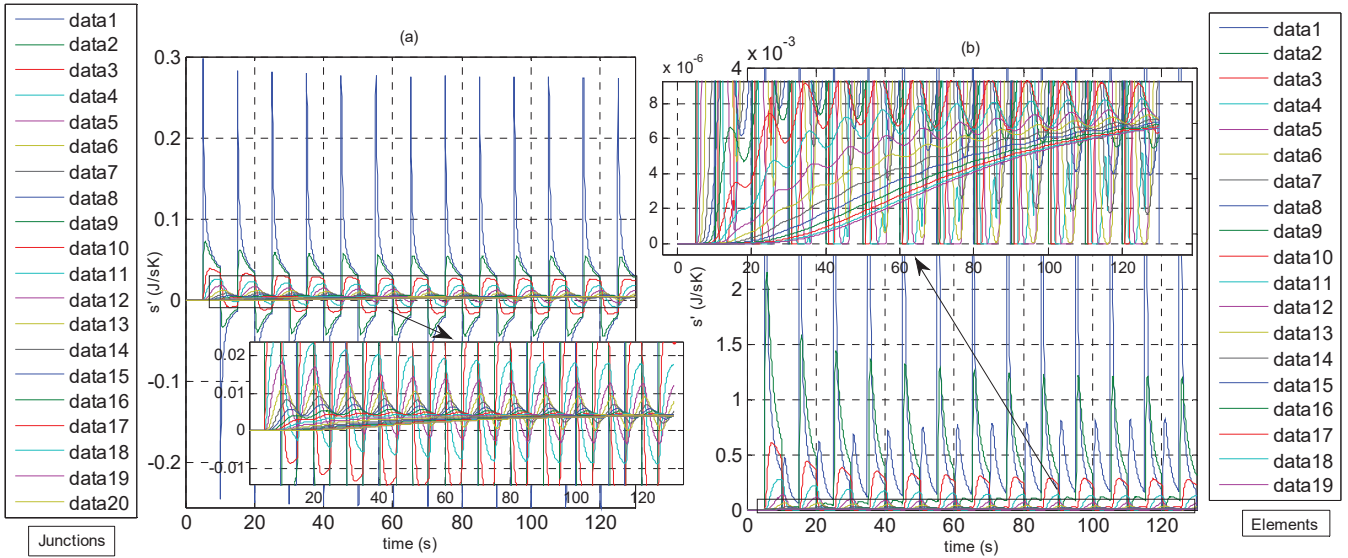 data1
data2
data3
data4
data5
data6
data7
data8
data9
data10
data11
data12
data13
data14
data15
data16
data17
data18
data19
data20
Junctions
(a)
0.3
0.2
0.1
0
-0.1
-0.2
s' (J/sK)
0 20 40 60 80 100 120
time (s)
0.02
0.01
0
-0.01
20 40 60 80 100 120
(b)
x 10⁻³
4
2
1.5
1
0.5
0
s' (J/sK)
0 20 40 60 80 100 120
time (s)
x 10⁻⁶
8
6
4
2
0
0 20 40 60 80 100 120
data1
data2
data3
data4
data5
data6
data7
data8
data9
data10
data11
data12
data13
data14
data15
data16
data17
data18
data19
Elements